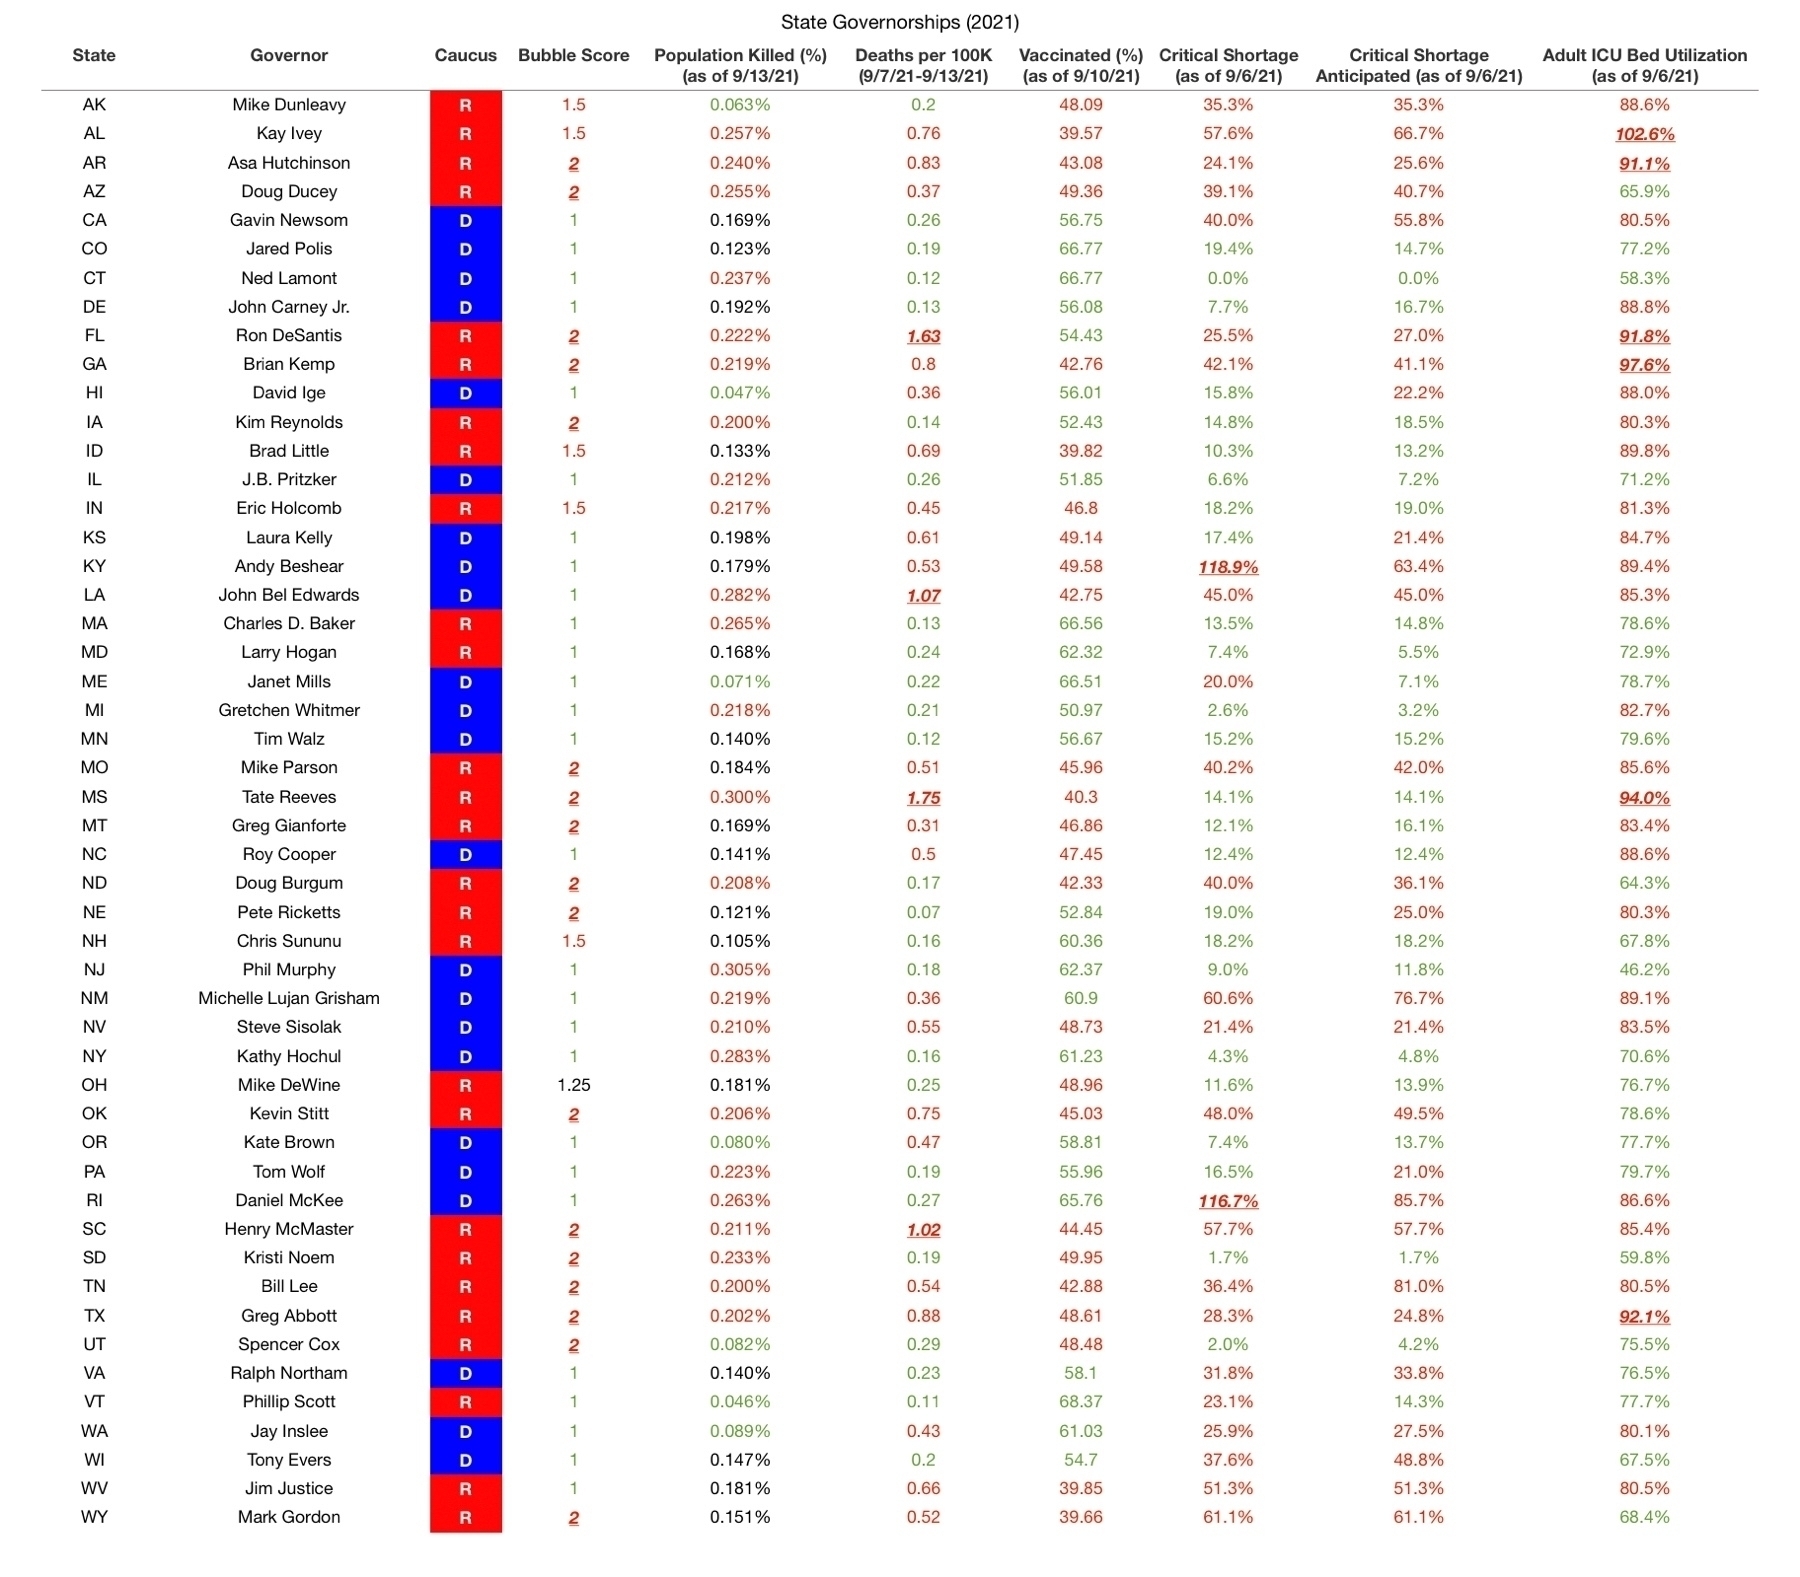 State Governorships (2021)
State Governor Caucus Bubble Score Population Killed (%) Deaths per 100K Vaccinated (%) Critical Shortage Critical Shortage Adult ICU Bed Utilization
(as of 9/13/21) (9/7/21-9/13/21) (as of 9/10/21) (as of 9/6/21) Anticipated (as of 9/6/21) (as of 9/6/21)
AK Mike Dunleavy R 1.5 0.063% 0.2 48.09 35.3% 35.3% 88.6%
AL Kay Ivey R 1.5 0.257% 0.76 39.57 57.6% 66.7% 102.6%
AR Asa Hutchinson R 2 0.240% 0.83 43.08 24.1% 25.6% 91.1%
AZ Doug Ducey R 2 0.255% 0.37 49.36 39.1% 40.7% 65.9%
CA Gavin Newsom D 1 0.169% 0.26 56.75 40.0% 55.8% 80.5%
CO Jared Polis D 1 0.123% 0.19 66.77 19.4% 14.7% 77.2%
CT Ned Lamont D 1 0.237% 0.12 66.77 0.0% 0.0% 58.3%
DE John Carney Jr. D 1 0.192% 0.13 56.08 7.7% 16.7% 88.8%
FL Ron DeSantis R 2 0.222% 1.63 54.43 25.5% 27.0% 91.8%
GA Brian Kemp R 2 0.219% 0.8 42.76 42.1% 41.1% 97.6%
HI David Ige D 1 0.047% 0.36 56.01 15.8% 22.2% 88.0%
IA Kim Reynolds R 2 0.200% 0.14 52.43 14.8% 18.5% 80.3%
ID Brad Little R 1.5 0.133% 0.69 39.82 10.3% 13.2% 89.8%
IL J.B. Pritzker D 1 0.212% 0.26 51.85 6.6% 7.2% 71.2%
IN Eric Holcomb R 1.5 0.217% 0.45 46.8 18.2% 19.0% 81.3%
KS Laura Kelly D 1 0.198% 0.61 49.14 17.4% 21.4% 84.7%
KY Andy Beshear D 1 0.179% 0.53 49.58 118.9% 63.4% 89.4%
LA John Bel Edwards D 1 0.282% 1.07 42.75 45.0% 45.0% 85.3%
MA Charles D. Baker R 1 0.265% 0.13 66.56 13.5% 14.8% 78.6%
MD Larry Hogan R 1 0.168% 0.24 62.32 7.4% 5.5% 72.9%
ME Janet Mills D 1 0.071% 0.22 66.51 20.0% 7.1% 78.7%
MI Gretchen Whitmer D 1 0.218% 0.21 50.97 2.6% 3.2% 82.7%
MN Tim Walz D 1 0.140% 0.12 56.67 15.2% 15.2% 79.6%
MO Mike Parson R 2 0.184% 0.51 45.96 40.2% 42.0% 85.6%
MS Tate Reeves R 2 0.300% 1.75 40.3 14.1% 14.1% 94.0%
MT Greg Gianforte R 2 0.169% 0.31 46.86 12.1% 16.1% 83.4%
NC Roy Cooper D 1 0.141% 0.5 47.45 12.4% 12.4% 88.6%
ND Doug Burgum R 2 0.208% 0.17 42.33 40.0% 36.1% 64.3%
NE Pete Ricketts R 2 0.121% 0.07 52.84 19.0% 25.0% 80.3%
NH Chris Sununu R 1.5 0.105% 0.16 60.36 18.2% 18.2% 67.8%
NJ Phil Murphy D 1 0.305% 0.18 62.37 9.0% 11.8% 46.2%
NM Michelle Lujan Grisham D 1 0.219% 0.36 60.9 60.6% 76.7% 89.1%
NV Steve Sisolak D 1 0.210% 0.55 48.73 21.4% 21.4% 83.5%
NY Kathy Hochul D 1 0.283% 0.16 61.23 4.3% 4.8% 70.6%
OH Mike DeWine R 1.25 0.181% 0.25 48.96 11.6% 13.9% 76.7%
OK Kevin Stitt R 2 0.206% 0.75 45.03 48.0% 49.5% 78.6%
OR Kate Brown D 1 0.080% 0.47 58.81 7.4% 13.7% 77.7%
PA Tom Wolf D 1 0.223% 0.19 55.96 16.5% 21.0% 79.7%
RI Daniel McKee D 1 0.263% 0.27 65.76 116.7% 85.7% 86.6%
SC Henry McMaster R 2 0.211% 1.02 44.45 57.7% 57.7% 85.4%
SD Kristi Noem R 2 0.233% 0.19 49.95 1.7% 1.7% 59.8%
TN Bill Lee R 2 0.200% 0.54 42.88 36.4% 81.0% 80.5%
TX Greg Abbott R 2 0.202% 0.88 48.61 28.3% 24.8% 92.1%
UT Spencer Cox R 2 0.082% 0.29 48.48 2.0% 4.2% 75.5%
VA Ralph Northam D 1 0.140% 0.23 58.1 31.8% 33.8% 76.5%
VT Phillip Scott R 1 0.046% 0.11 68.37 23.1% 14.3% 77.7%
WA Jay Inslee D 1 0.089% 0.43 61.03 25.9% 27.5% 80.1%
WI Tony Evers D 1 0.147% 0.2 54.7 37.6% 48.8% 67.5%
WV Jim Justice R 1 0.181% 0.66 39.85 51.3% 51.3% 80.5%
WY Mark Gordon R 2 0.151% 0.52 39.66 61.1% 61.1% 68.4%